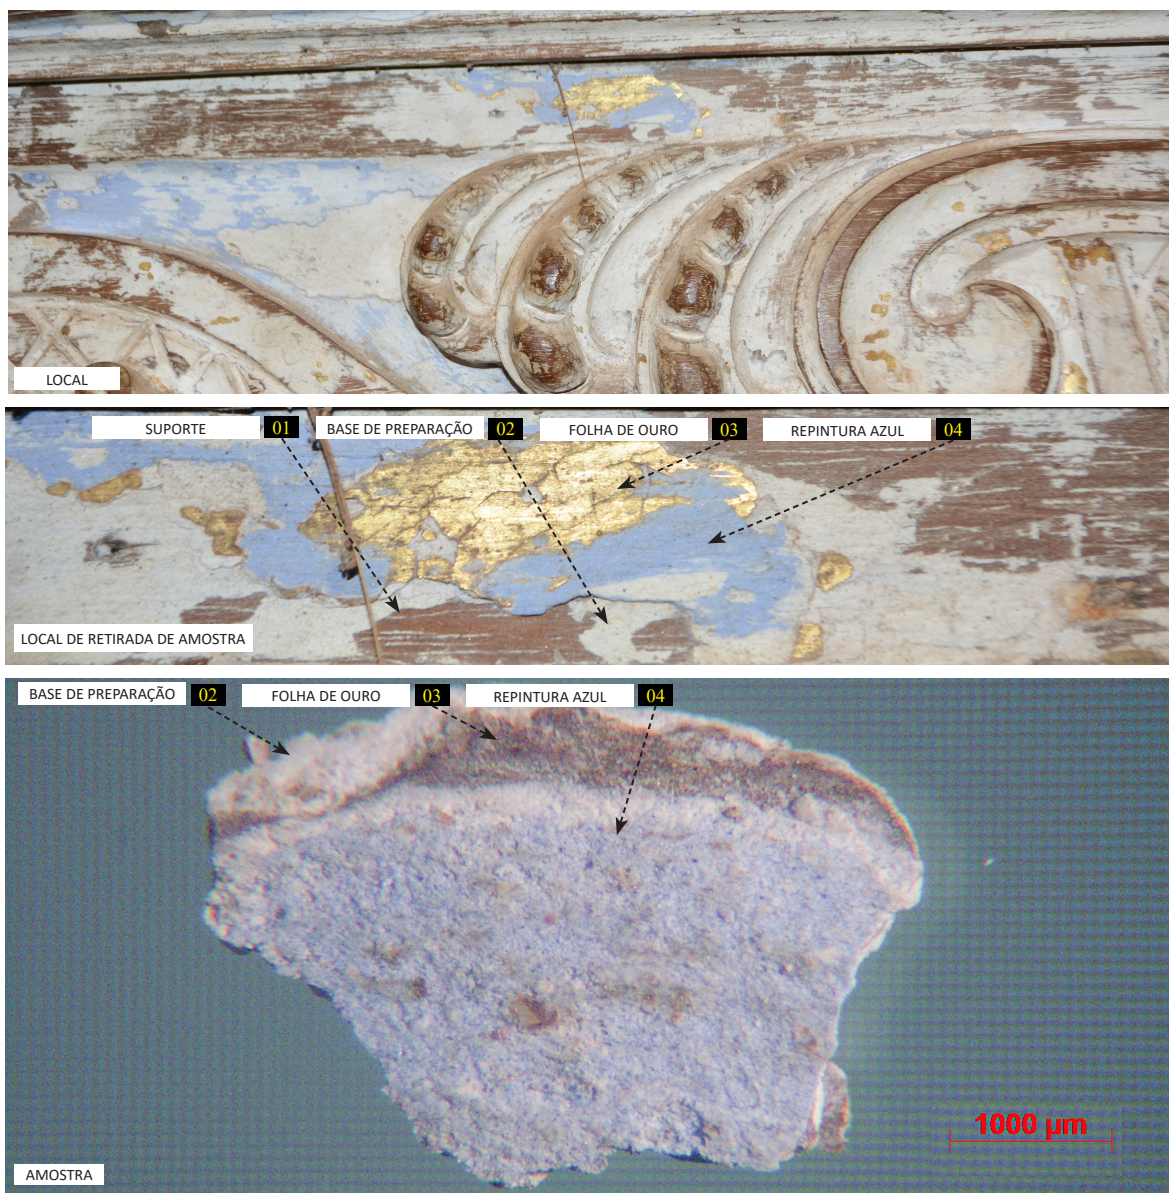 LOCAL
SUPORTE 01 BASE DE PREPARAÇÃO 02 FOLHA DE OURO 03 REPINTURA AZUL 04
LOCAL DE RETIRADA DE AMOSTRA
BASE DE PREPARAÇÃO 02 FOLHA DE OURO 03 REPINTURA AZUL 04
1000 µm
AMOSTRA